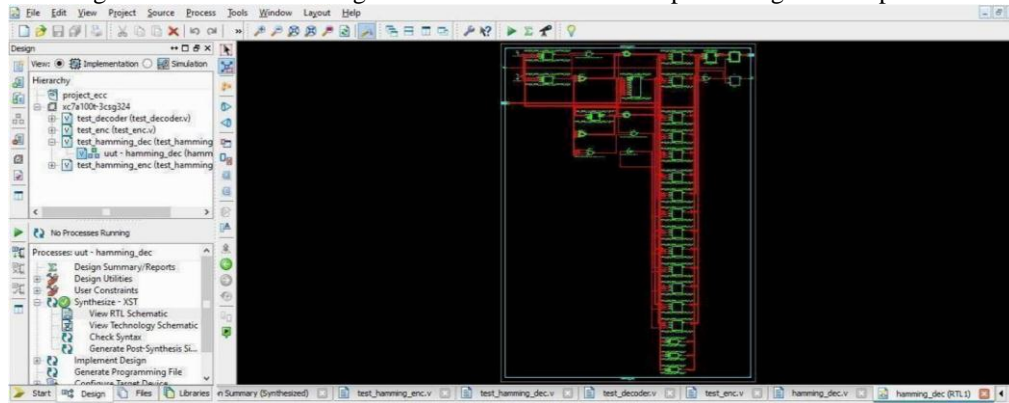 File Edit View Project Source Process Tools Window Layout Help
Design
View: Implementation Simulation
Hierarchy
project_ecc
xc7a100t-3csg324
test_decoder (test_decoder.v)
test_enc (test_enc.v)
test_hamming_dec (test_hamming
uut - hamming_dec (hamm
test_hamming_enc (test_hamming
No Processes Running
Processes: uut - hamming_dec
Design Summary/Reports
Design Utilities
User Constraints
Synthesize - XST
View RTL Schematic
View Technology Schematic
Check Syntax
Generate Post-Synthesis Si...
Implement Design
Generate Programming File
Configure Target Device
Start Design Files Libraries n Summary (Synthesized) test_hamming_enc.v test_hamming_dec.v test_decoder.v test_enc.v hamming_dec.v hamming_dec (RTL1)